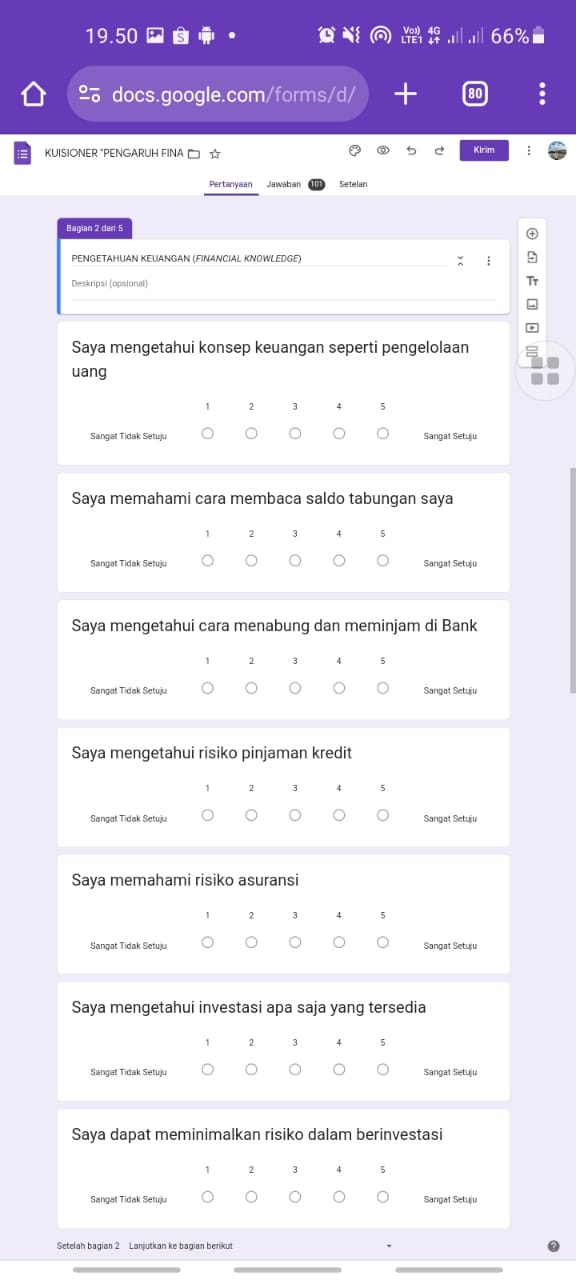 19.50
Vo)) 4G
LTE1
66%
docs.google.com/forms/d/
80
KUISIONER "PENGARUH FINA
Kirim
Pertanyaan Jawaban 101 Setelan
Bagian 2 dari 5
PENGETAHUAN KEUANGAN (FINANCIAL KNOWLEDGE)
Deskripsi (opsional)
Tт
Saya mengetahui konsep keuangan seperti pengelolaan
uang
1 2 3 4 5
Sangat Tidak Setuju Sangat Setuju
Saya memahami cara membaca saldo tabungan saya
1 2 3 4 5
Sangat Tidak Setuju Sangat Setuju
Saya mengetahui cara menabung dan meminjam di Bank
1 2 3 4 5
Sangat Tidak Setuju Sangat Setuju
Saya mengetahui risiko pinjaman kredit
1 2 3 4 5
Sangat Tidak Setuju Sangat Setuju
Saya memahami risiko asuransi
1 2 3 4 5
Sangat Tidak Setuju Sangat Setuju
Saya mengetahui investasi apa saja yang tersedia
1 2 3 4 5
Sangat Tidak Setuju Sangat Setuju
Saya dapat meminimalkan risiko dalam berinvestasi
1 2 3 4 5
Sangat Tidak Setuju Sangat Setuju
Setelah bagian 2 Lanjutkan ke bagian berikut